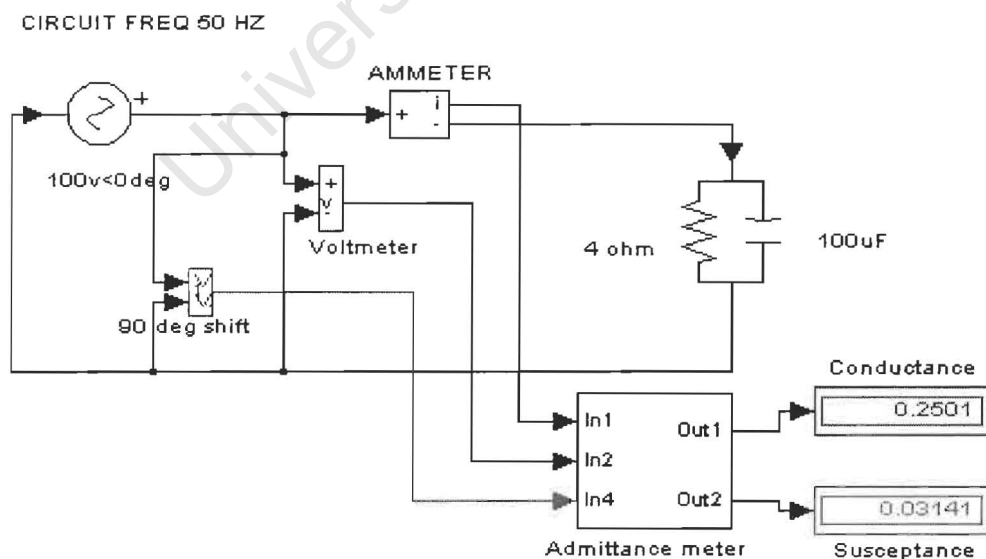 CIRCUIT FREQ 50 HZ
Univers
AMMETER
+
+
i
-
100v<0deg
+
v
-
Voltmeter
4 ohm
100uF
90 deg shift
Conductance
In1
Out1
0.2501
In2
In4
Out2
0.03141
Admittance meter
Susceptance